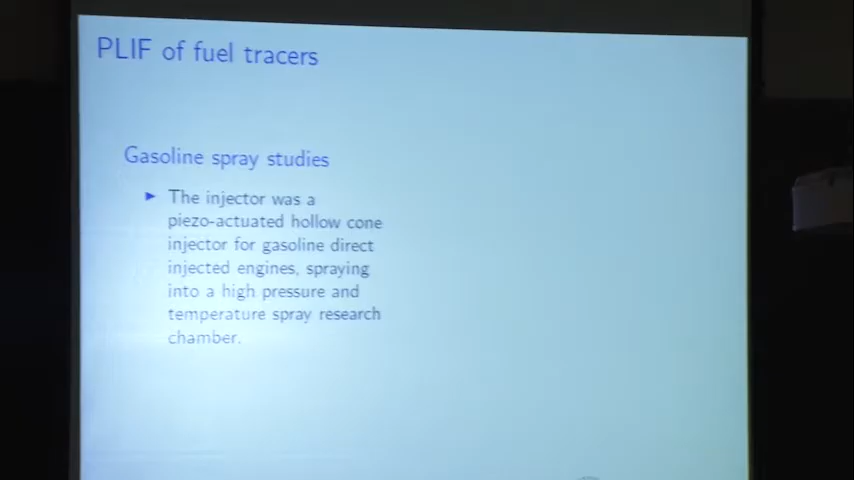 PLIF of fuel tracers
Gasoline spray studies
The injector was a
piezo-actuated hollow cone
injector for gasoline direct
injected engines, spraying
into a high pressure and
temperature spray research
chamber.